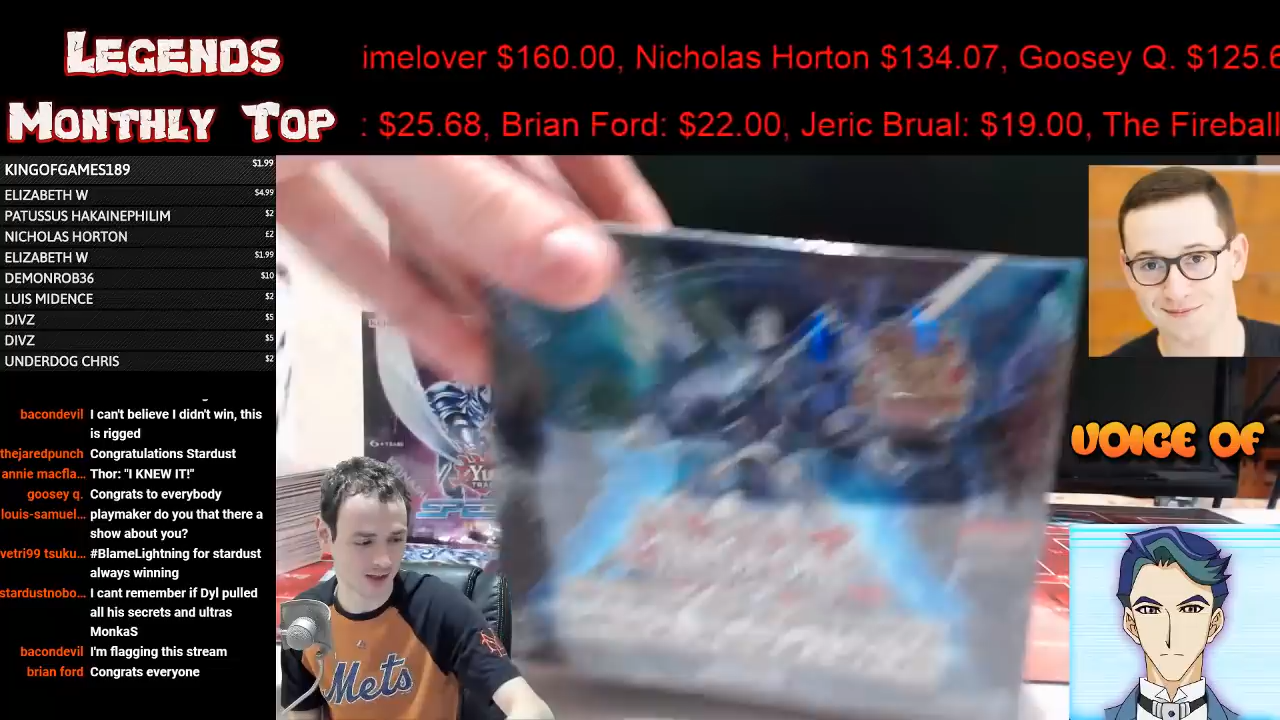 LEGENDS
imelover $160.00, Nicholas Horton $134.07, Goosey Q. $125.6
MONTHLY TOP
: $25.68, Brian Ford: $22.00, Jeric Brual: $19.00, The Fireball
KINGOFGAMES189 $1.99
ELIZABETH W $4.99
PATUSSUS HAKAINEPHILIM $2
NICHOLAS HORTON £2
ELIZABETH W $1.99
DEMONROB36 $10
LUIS MIDENCE $2
DIVZ $5
DIVZ $5
UNDERDOG CHRIS $2
bacondevil I can't believe I didn't win, this
is rigged
thejaredpunch Congratulations Stardust
annie macfla... Thor: "I KNEW IT!"
goosey q. Congrats to everybody
louis-samuel... playmaker do you that there a
show about you?
vetri99 tsuku... #BlameLightning for stardust
always winning
stardustnobo... I cant remember if Dyl pulled
all his secrets and ultras
MonkaS
bacondevil I'm flagging this stream
brian ford Congrats everyone
VOICE OF
Mets